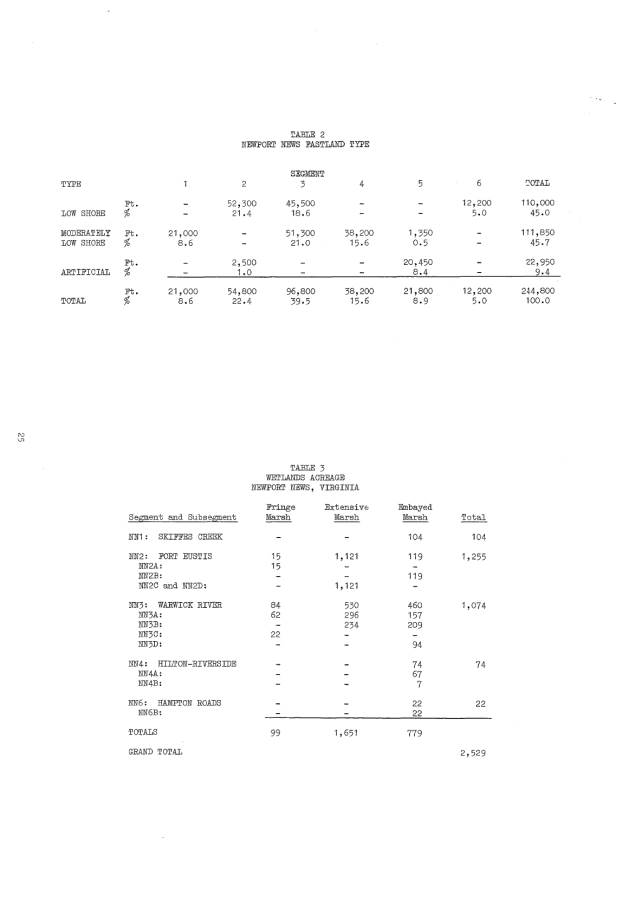 TABLE 2
NEWPORT NEWS FASTLAND TYPE
SEGMENT
TYPE 1 2 3 4 5 6 TOTAL
Ft. - 52,300 45,500 - - 12,200 110,000
LOW SHORE % - 21.4 18.6 - - 5.0 45.0
MODERATELY Ft. 21,000 - 51,300 38,200 1,350 - 111,850
LOW SHORE % 8.6 - 21.0 15.6 0.5 - 45.7
Ft. - 2,500 - - 20,450 - 22,950
ARTIFICIAL % - 1.0 - - 8.4 - 9.4
Ft. 21,000 54,800 96,800 38,200 21,800 12,200 244,800
TOTAL % 8.6 22.4 39.5 15.6 8.9 5.0 100.0
25
TABLE 3
WETLANDS ACREAGE
NEWPORT NEWS, VIRGINIA
Fringe Extensive Embayed
Segment and Subsegment Marsh Marsh Marsh Total
NN1: SKIFFES CREEK - - 104 104
NN2: FORT EUSTIS 15 1,121 119 1,255
NN2A: 15 - -
NN2B: - - 119
NN2C and NN2D: - 1,121 -
NN3: WARWICK RIVER 84 530 460 1,074
NN3A: 62 296 157
NN3B: - 234 209
NN3C: 22 - -
NN3D: - - 94
NN4: HILTON-RIVERSIDE - - 74 74
NN4A: - - 67
NN4B: - - 7
NN6: HAMPTON ROADS - - 22 22
NN6B: - - 22
TOTALS 99 1,651 779
GRAND TOTAL 2,529